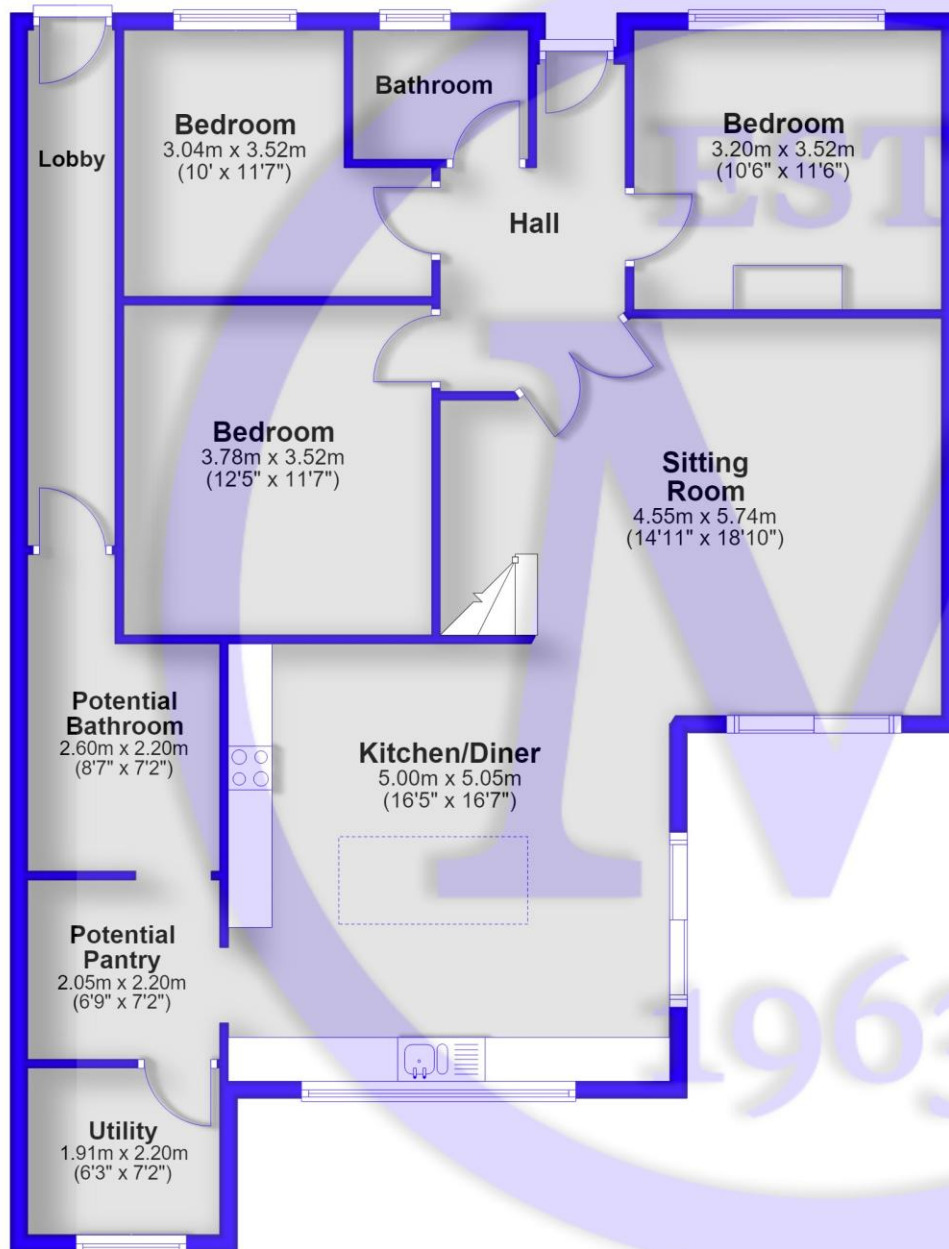 Bathroom
Bedroom
3.04m x 3.52m
(10' x 11'7")
Bedroom
3.20m x 3.52m
(10'6" x 11'6")
Lobby
Hall
Bedroom
3.78m x 3.52m
(12'5" x 11'7")
Sitting
Room
4.55m x 5.74m
(14'11" x 18'10")
Potential
Bathroom
2.60m x 2.20m
(8'7" x 7'2")
Kitchen/Diner
5.00m x 5.05m
(16'5" x 16'7")
Potential
Pantry
2.05m x 2.20m
(6'9" x 7'2")
Utility
1.91m x 2.20m
(6'3" x 7'2")
EST
M
1963